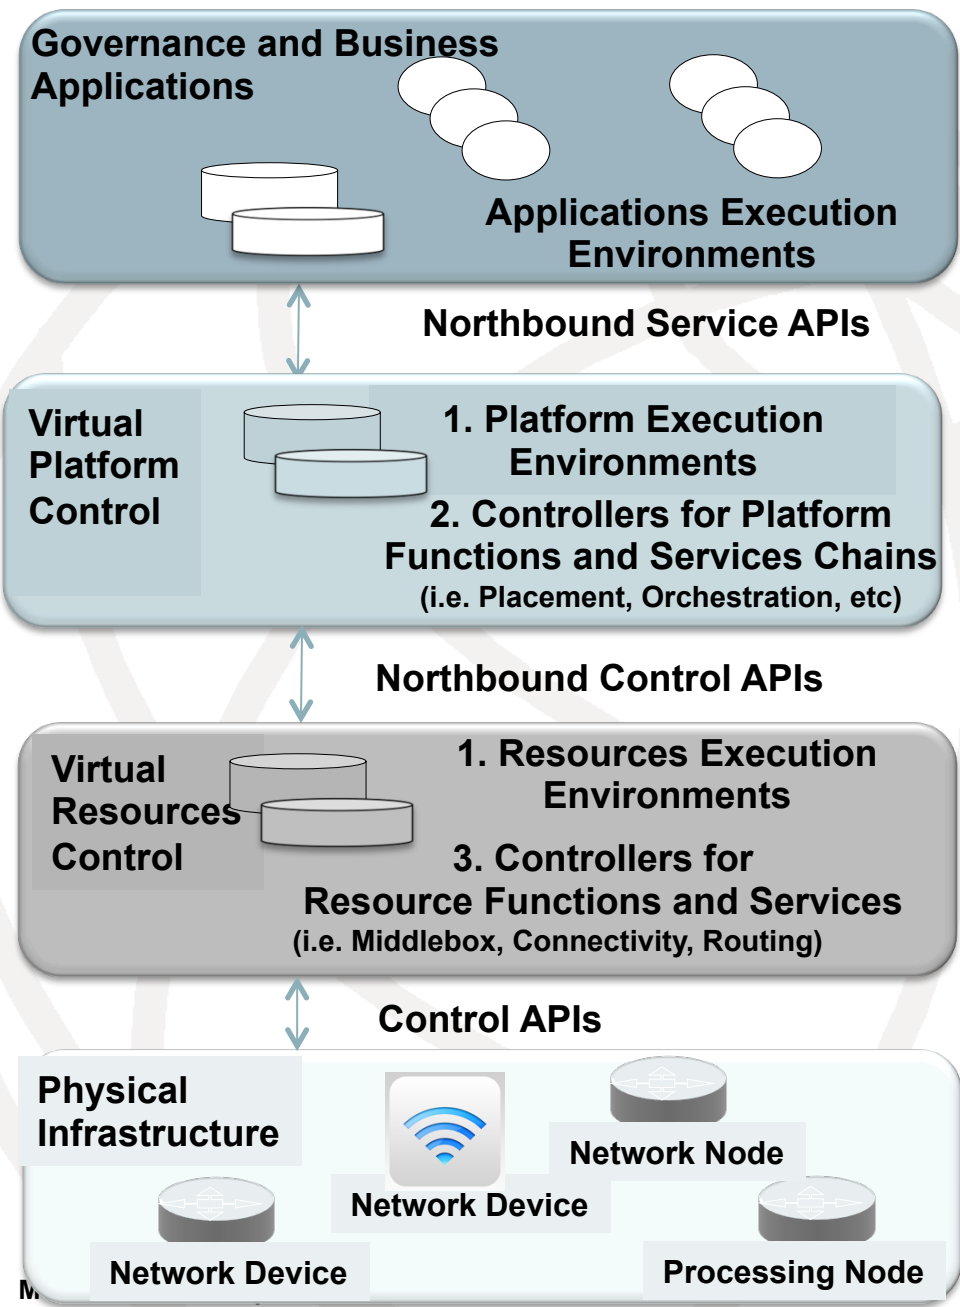 Governance and Business
Applications
Applications Execution
Environments
Northbound Service APIs
Virtual
Platform
Control
1. Platform Execution
Environments
2. Controllers for Platform
Functions and Services Chains
(i.e. Placement, Orchestration, etc)
Northbound Control APIs
Virtual
Resources
Control
1. Resources Execution
Environments
3. Controllers for
Resource Functions and Services
(i.e. Middlebox, Connectivity, Routing)
Control APIs
Physical
Infrastructure
Network Node
Network Device
Network Device
Processing Node